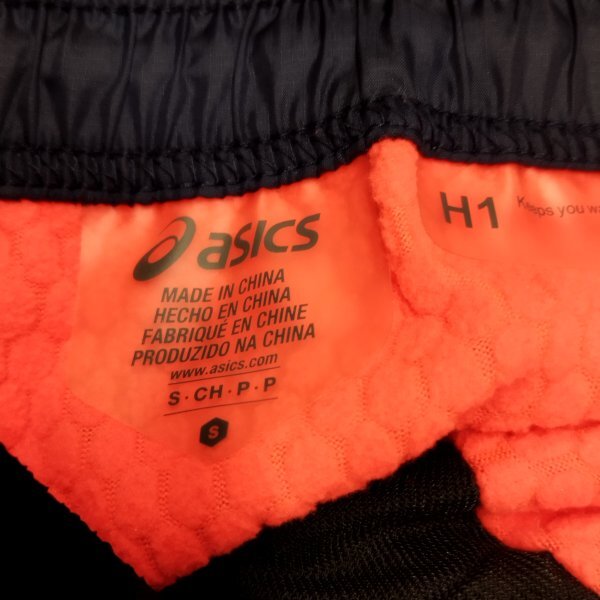 asics
MADE IN CHINA
HECHO EN CHINA
FABRIQUÉ EN CHINE
PRODUZIDO NA CHINA
www.asics.com
S · CH · P · P
S
H1
Keeps you